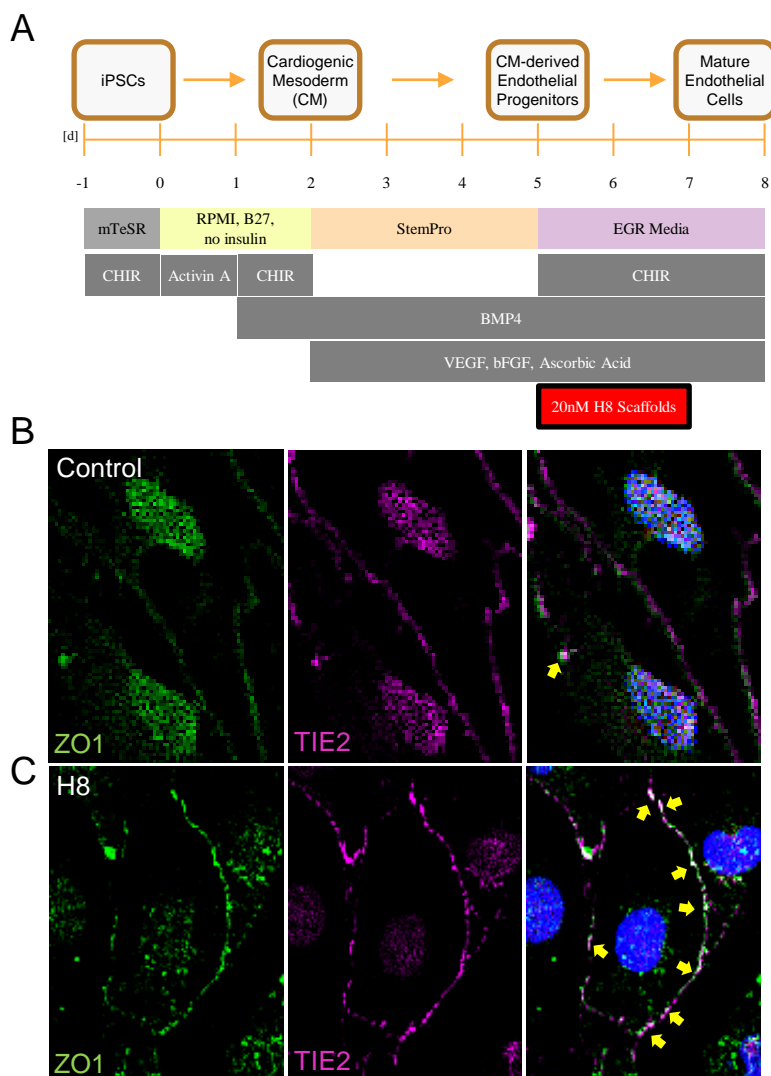 A
iPSCs
Cardiogenic
Mesoderm
(CM)
CM-derived
Endothelial
Progenitors
Mature
Endothelial
Cells
[d]
-1 0 1 2 3 4 5 6 7 8
mTeSR
RPMI, B27,
no insulin
StemPro
EGR Media
CHIR
Activin A
CHIR
CHIR
BMP4
VEGF, bFGF, Ascorbic Acid
20nM H8 Scaffolds
B
Control
ZO1
TIE2
C
H8
ZO1
TIE2